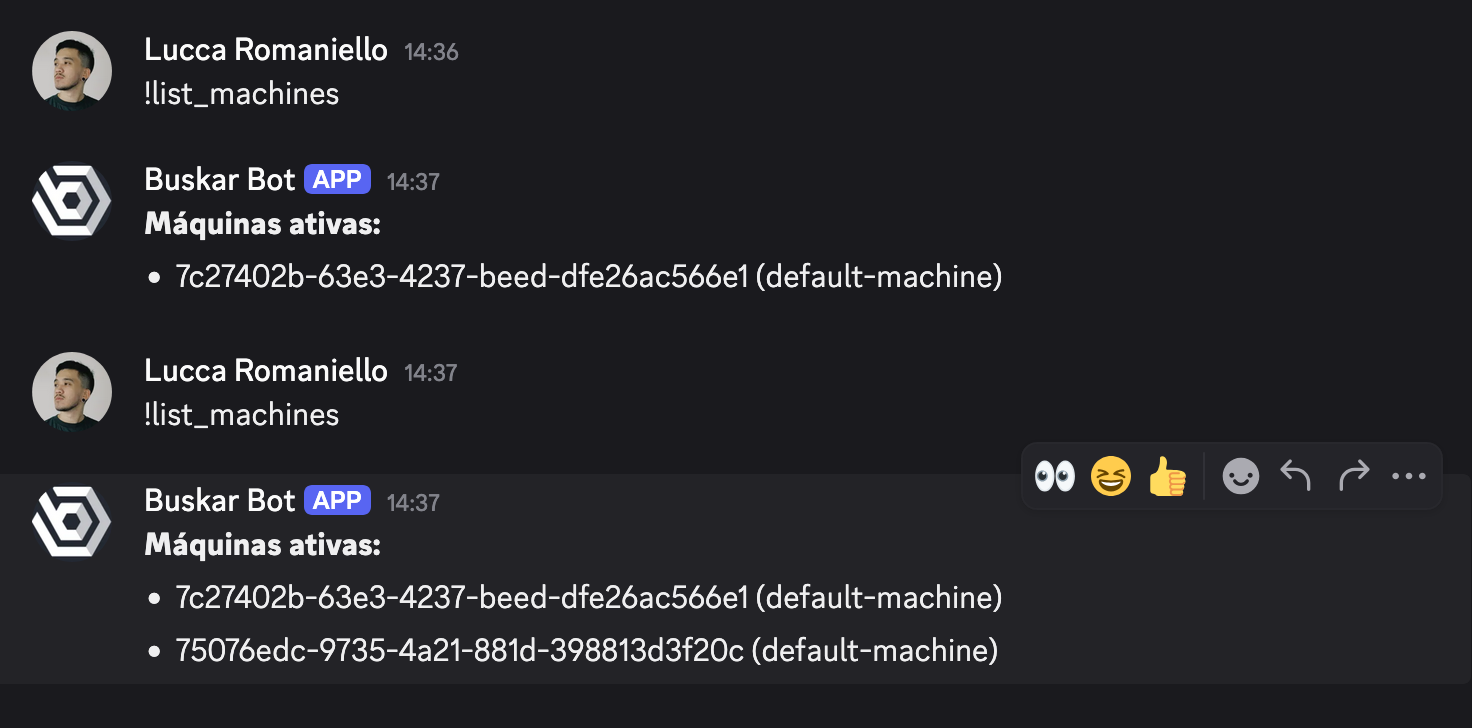 Lucca Romaniello 14:36
!list_machines
Buskar Bot APP 14:37
Máquinas ativas:
• 7c27402b-63e3-4237-beed-dfe26ac566e1 (default-machine)
Lucca Romaniello 14:37
!list_machines
Buskar Bot APP 14:37
Máquinas ativas:
• 7c27402b-63e3-4237-beed-dfe26ac566e1 (default-machine)
• 75076edc-9735-4a21-881d-398813d3f20c (default-machine)